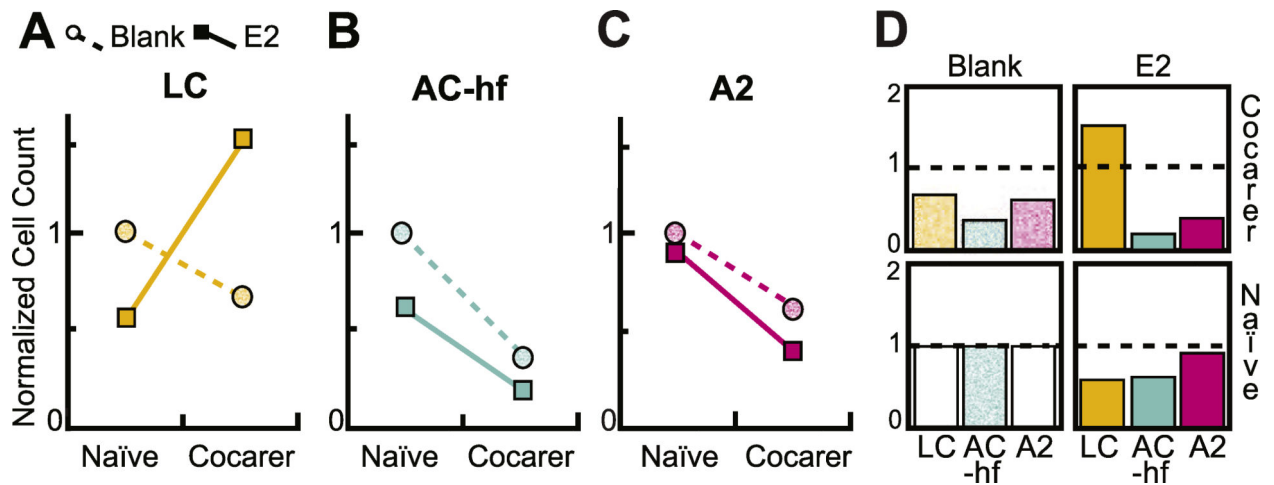 A Blank E2 B C D
LC AC-hf A2
Blank E2
Normalized Cell Count
1
0
Naïve Cocarer
1
0
Naïve Cocarer
1
0
Naïve Cocarer
2
1
0
Cocarer
2
1
0
Naïve
LC AC A2 LC AC A2
-hf -hf